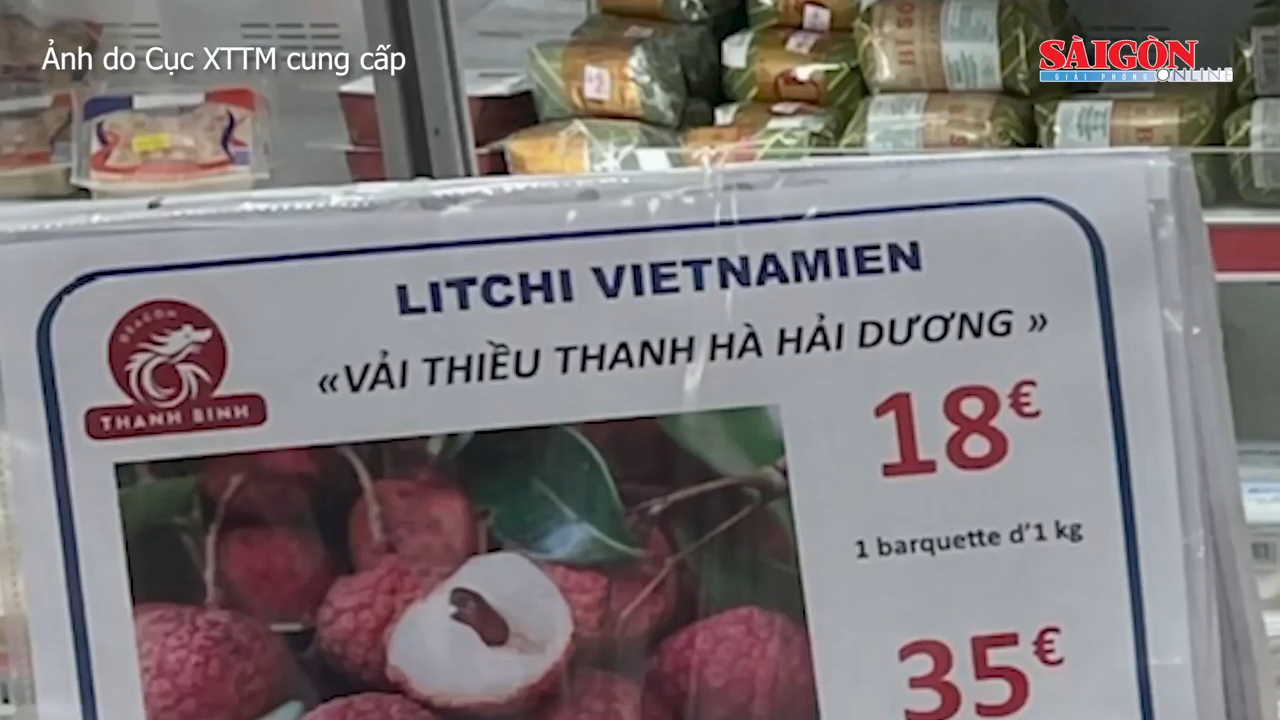 Ảnh do Cục XTTM cung cấp
SÀIGÒN
GIẢI PHÓNG ONLINE
LITCHI VIETNAMIEN
«VẢI THIỀU THANH HÀ HẢI DƯƠNG »
DRAGON
THANH BINH
18€
1 barquette d'1 kg
35€